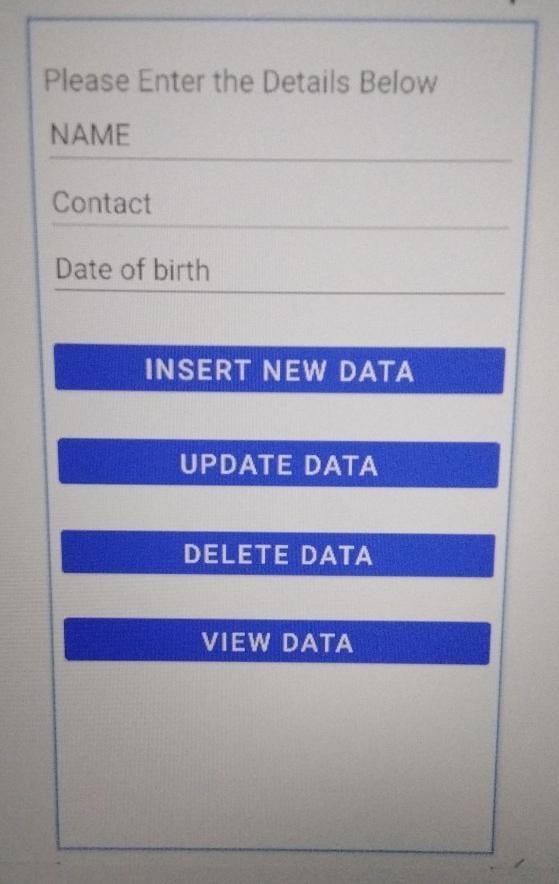 Please Enter the Details Below
NAME
Contact
Date of birth
INSERT NEW DATA
UPDATE DATA
DELETE DATA
VIEW DATA